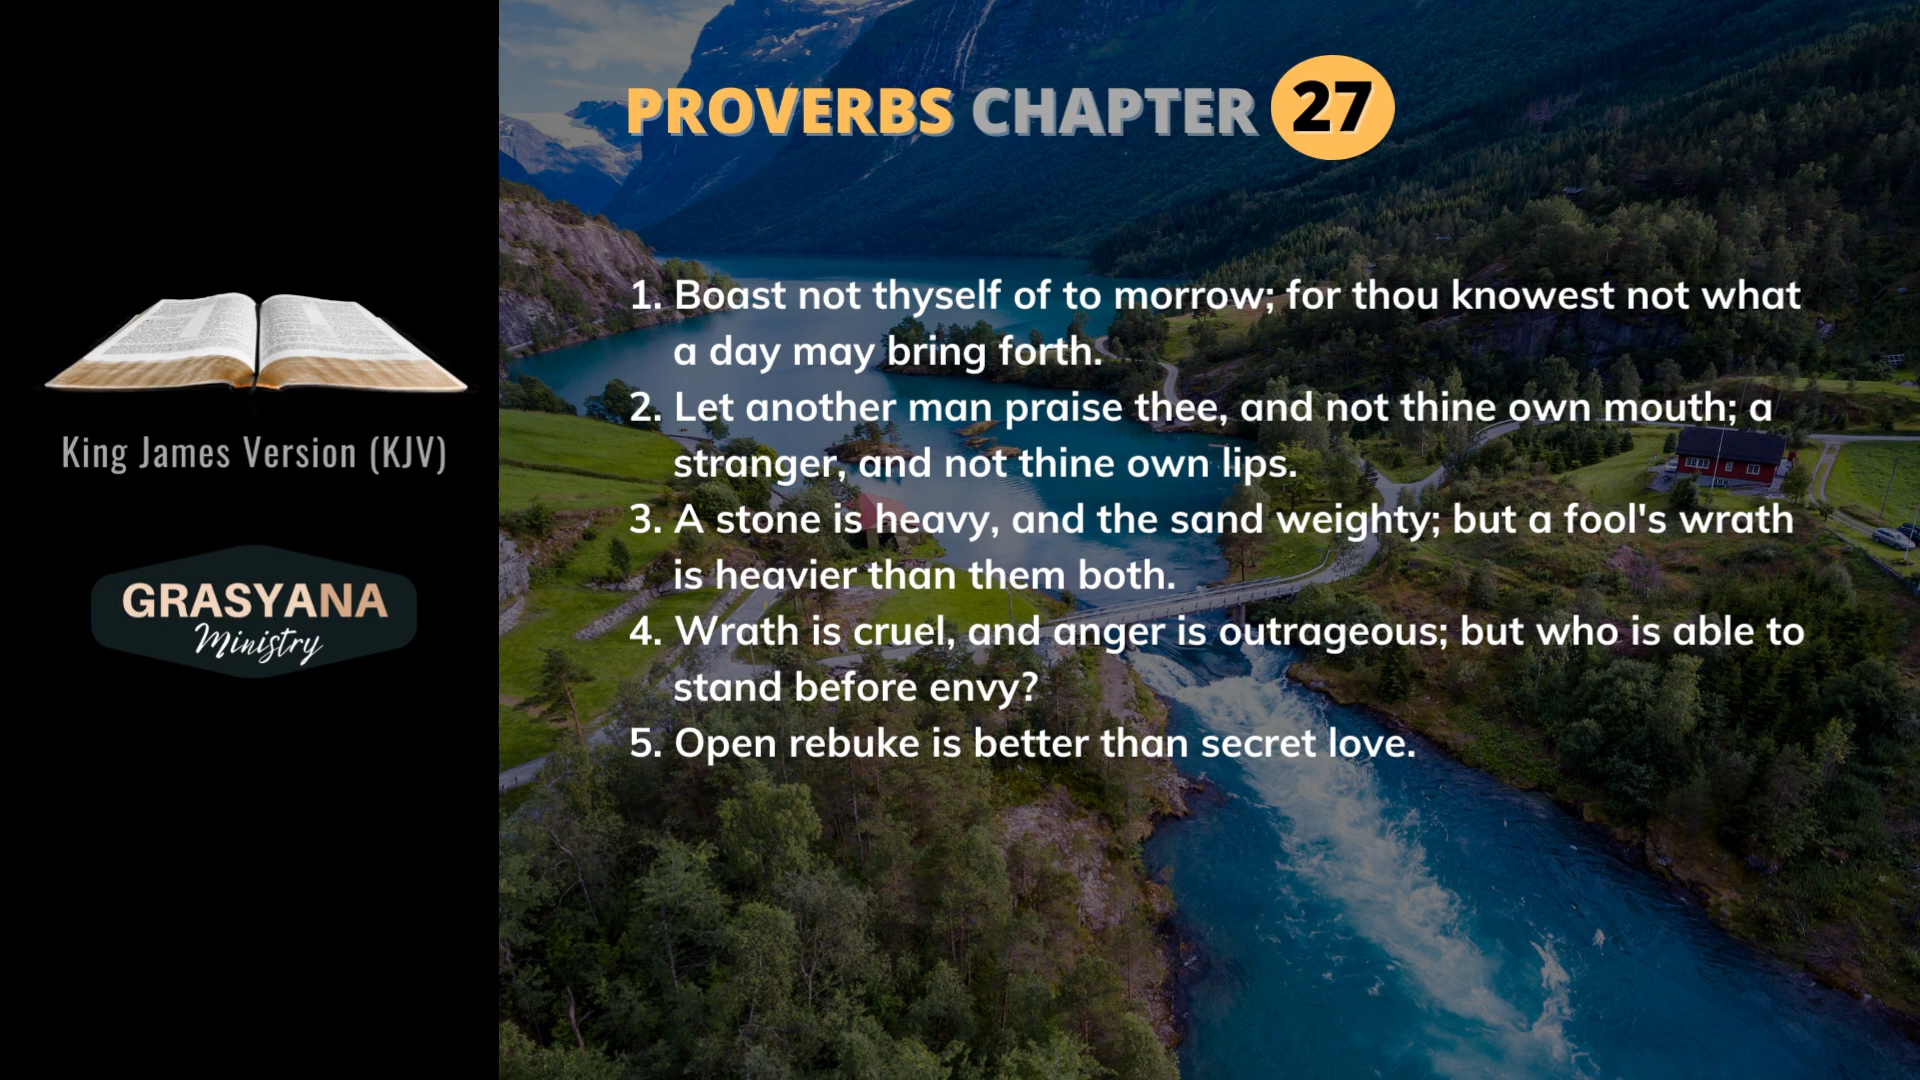 PROVERBS CHAPTER 27
1. Boast not thyself of to morrow; for thou knowest not what
a day may bring forth.
2. Let another man praise thee, and not thine own mouth; a
stranger, and not thine own lips.
3. A stone is heavy, and the sand weighty; but a fool's wrath
is heavier than them both.
4. Wrath is cruel, and anger is outrageous; but who is able to
stand before envy?
5. Open rebuke is better than secret love.
King James Version (KJV)
GRASYANA
Ministry